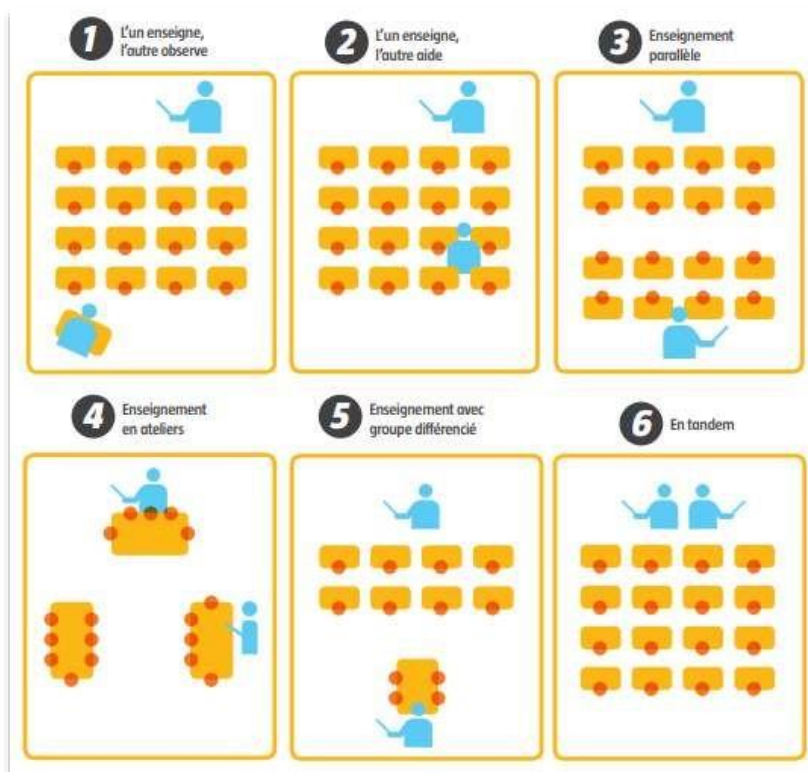 1
L'un enseigne,
l'autre observe
2
L'un enseigne,
l'autre aide
3
Enseignement
parallèle
4
Enseignement
en ateliers
5
Enseignement avec
groupe différencié
6
En tandem